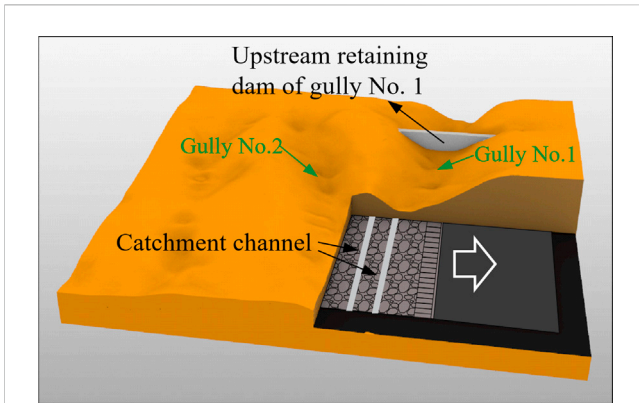 Upstream retaining
dam of gully No. 1
Gully No.2
Gully No.1
Catchment channel